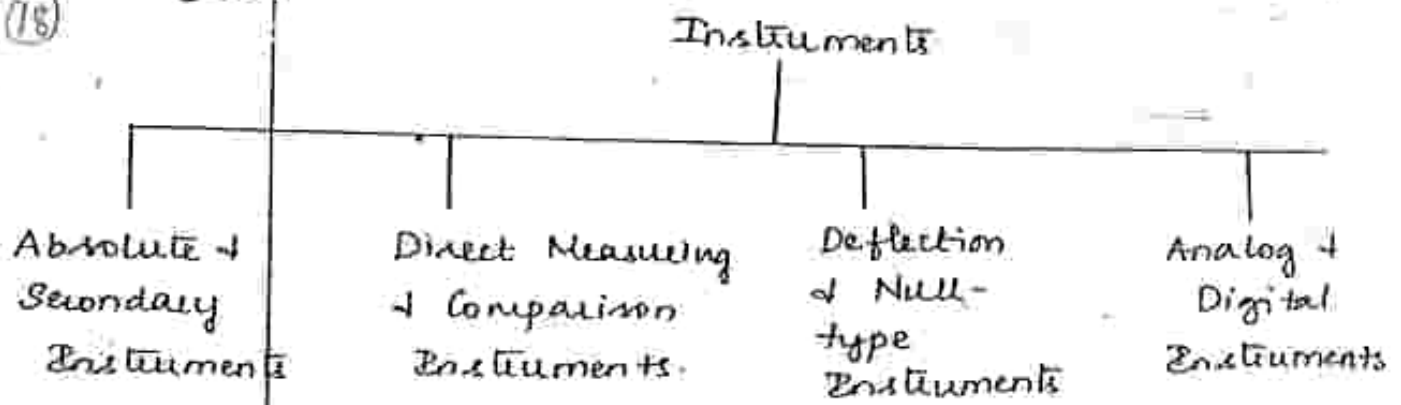 (18)
Instruments
Absolute &
Secondary
Instruments
Direct Measuring
& Comparison
Instruments.
Deflection
& Null-
type
Instruments
Analog &
Digital
Instruments